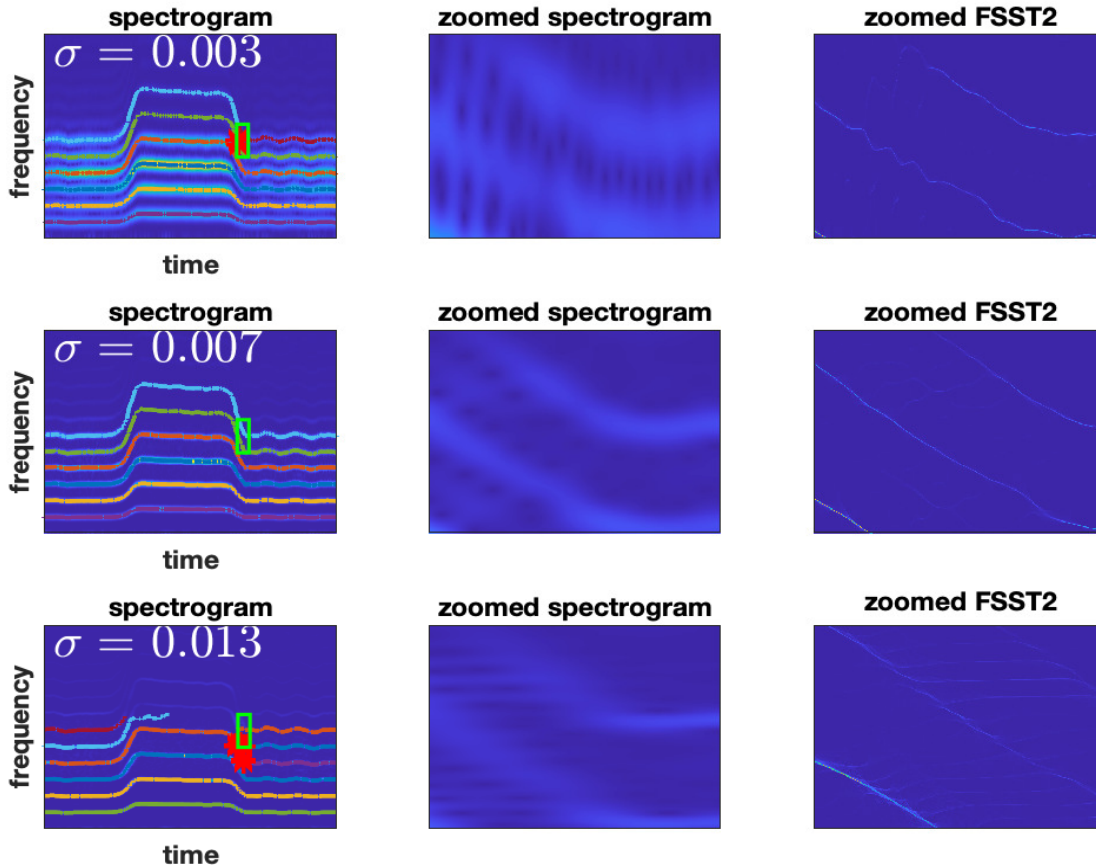 spectrogram
zoomed spectrogram
zoomed FSST2
σ = 0.003
frequency
time
spectrogram
zoomed spectrogram
zoomed FSST2
σ = 0.007
frequency
time
spectrogram
zoomed spectrogram
zoomed FSST2
σ = 0.013
frequency
time